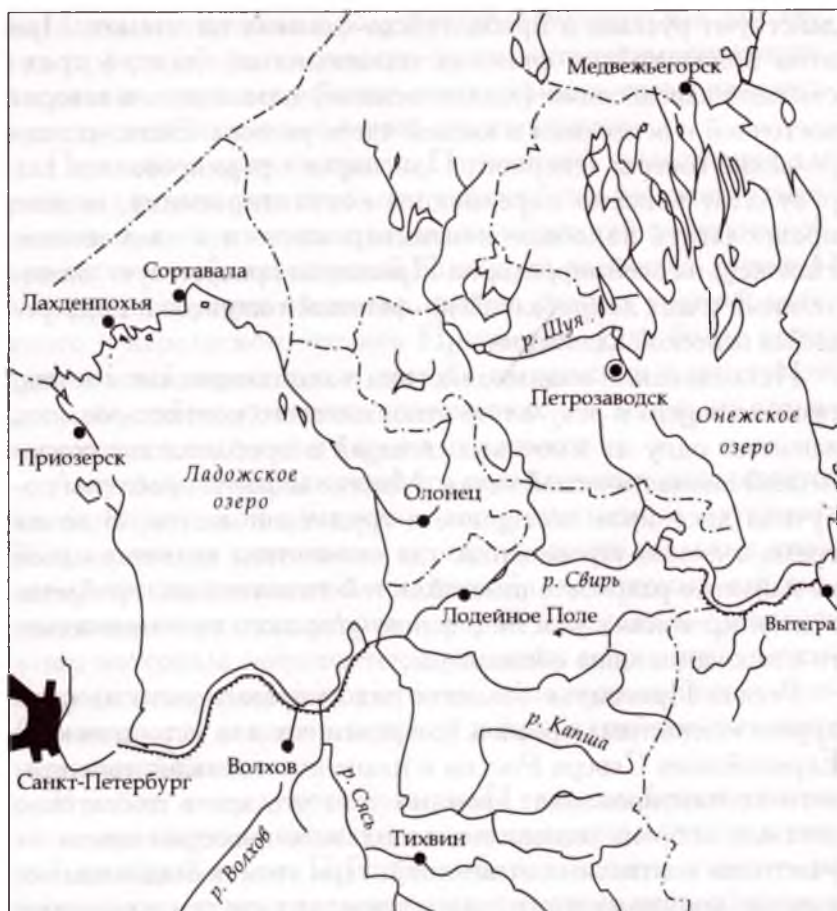 Медвежьегорск
Сортавала
Лахденпохья
р. Шуя
Петрозаводск
Онежское
озеро
Приозерск
Ладожское
озеро
Олонец
р. Свирь
Лодейное Поле
Вытегра
р. Капша
Волхов
Санкт-Петербург
р. Сясь
Тихвин
р. Волхов